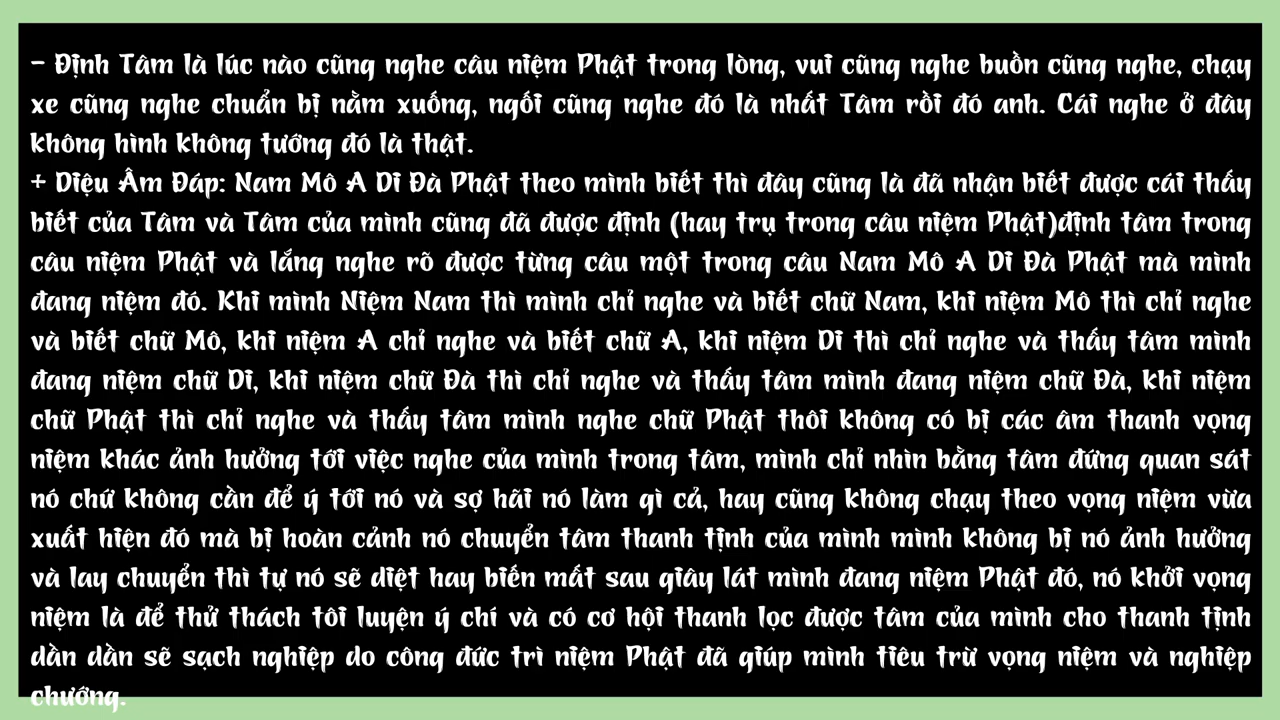 – Định Tâm là lúc nào cũng nghe câu niệm Phật trong lòng, vui cũng nghe buồn cũng nghe, chạy
xe cũng nghe chuẩn bị nằm xuống, ngối cũng nghe đó là nhất Tâm rồi đó anh. Cái nghe ở đây
không hình không tướng đó là thật.
+ Diệu Âm Đáp: Nam Mô A Di Đà Phật theo mình biết thì đây cũng là đã nhận biết được cái thấy
biết của Tâm và Tâm của mình cũng đã được định (hay trụ trong câu niệm Phật)định tâm trong
câu niệm Phật và lắng nghe rõ được từng câu một trong câu Nam Mô A Di Đà Phật mà mình
đang niệm đó. Khi mình Niệm Nam thì mình chỉ nghe và biết chữ Nam, khi niệm Mô thì chỉ nghe
và biết chữ Mô, khi niệm A chỉ nghe và biết chữ A, khi niệm Di thì chỉ nghe và thấy tâm mình
đang niệm chữ Di, khi niệm chữ Đà thì chỉ nghe và thấy tâm mình đang niệm chữ Đà, khi niệm
chữ Phật thì chỉ nghe và thấy tâm mình nghe chữ Phật thôi không có bị các âm thanh vọng
niệm khác ảnh hưởng tới việc nghe của mình trong tâm, mình chỉ nhìn bằng tâm đứng quan sát
nó chứ không cần để ý tới nó và sợ hãi nó làm gì cả, hay cũng không chạy theo vọng niệm vừa
xuất hiện đó mà bị hoàn cảnh nó chuyển tâm thanh tịnh của mình mình không bị nó ảnh hưởng
và lay chuyển thì tự nó sẽ diệt hay biến mất sau giây lát mình đang niệm Phật đó, nó khởi vọng
niệm là để thử thách tôi luyện ý chí và có cơ hội thanh lọc được tâm của mình cho thanh tịnh
dần dần sẽ sạch nghiệp do công đức trì niệm Phật đã giúp mình tiêu trừ vọng niệm và nghiệp
chướng.